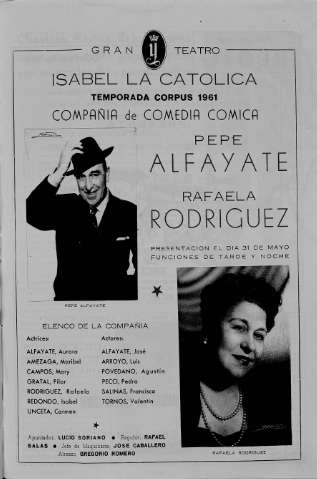 GRAN TEATRO
ISABEL LA CATOLICA
TEMPORADA CORPUS 1961
COMPAÑIA de COMEDIA COMICA
PEPE
ALFAYATE
RAFAELA
RODRIGUEZ
PRESENTACION EL DIA 31 DE MAYO
FUNCIONES DE TARDE Y NOCHE
PEPE ALFAYATE
ELENCO DE LA COMPAÑIA
Actrices: Actores:
ALFAYATE, Aurora ALFAYATE, José
AMEZAGA, Maribel ARROYO, Luis
CAMPOS, Mary POVEDANO, Agustín
GRATAL, Pilar PECO, Pedro
RODRIGUEZ, Rafaela SALINAS, Francisco
REDONDO, Isabel TORNOS, Valentín
UNCETA, Carmen
Apuntador: LUCIO SORIANO Regidor: RAFAEL
SALAS Jefe de Maquinaria: JOSE CABALLERO
GREGORIO ROMERO
RAFAELA RODRIGUEZ